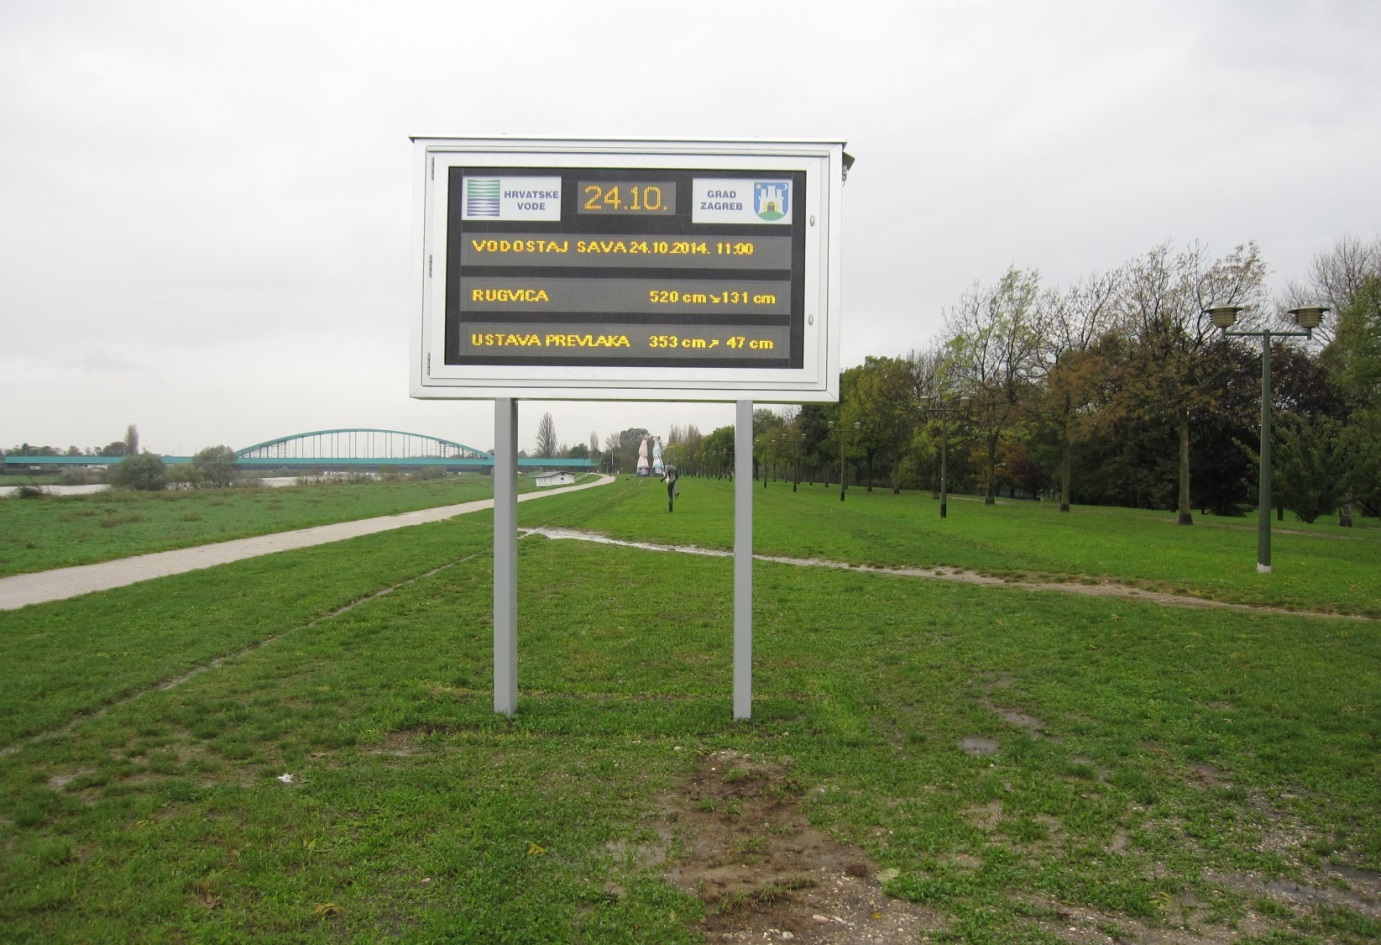 HRVATSKE
VODE
24.10.
GRAD
ZAGREB
VODOSTAJ SAVA 24.10.2014. 11:00
RUGVICA 520 cm ↘ 131 cm
USTAVA PREVLAKA 353 cm ↗ 47 cm